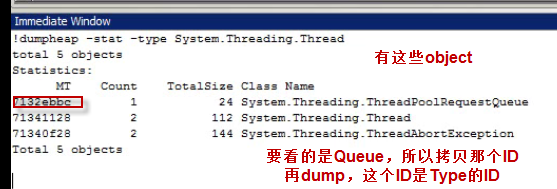 Immediate Window
!dumpheap -stat -type System.Threading.Thread
total 5 objects
有这些object
Statistics:
MT Count TotalSize Class Name
7132ebbc 1 24 System.Threading.ThreadPoolRequestQueue
71341128 2 112 System.Threading.Thread
71340f28 2 144 System.Threading.ThreadAbortException
Total 5 objects
要看的是Queue，所以拷贝那个ID
再dump，这个ID是Type的ID